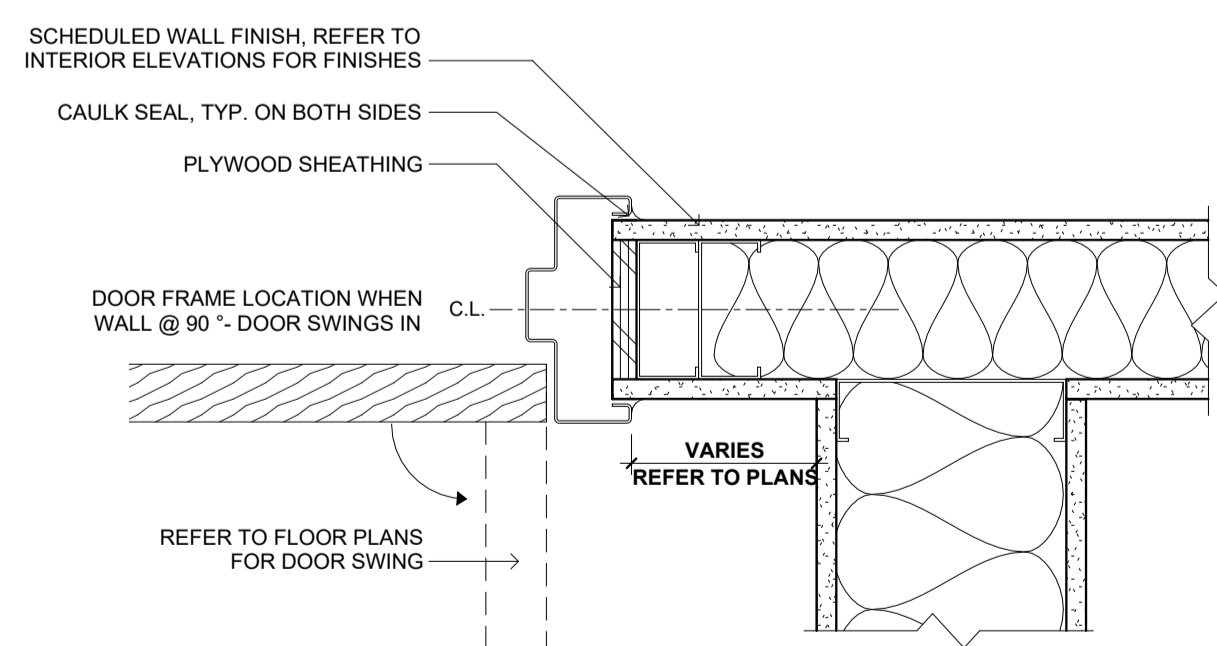 SCHEDULED WALL FINISH, REFER TO
INTERIOR ELEVATIONS FOR FINISHES
CAULK SEAL, TYP. ON BOTH SIDES
PLYWOOD SHEATHING
DOOR FRAME LOCATION WHEN
WALL @ 90 °- DOOR SWINGS IN
C.L.
VARIES
REFER TO PLANS
REFER TO FLOOR PLANS
FOR DOOR SWING